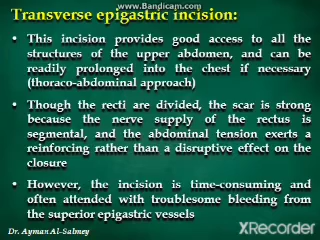 www.Bandicam.com
Transverse epigastric incision:
• This incision provides good access to all the
structures of the upper abdomen, and can be
readily prolonged into the chest if necessary
(thoraco-abdominal approach)
• Though the recti are divided, the scar is strong
because the nerve supply of the rectus is
segmental, and the abdominal tension exerts a
reinforcing rather than a disruptive effect on the
closure
• However, the incision is time-consuming and
often attended with troublesome bleeding from
the superior epigastric vessels
Dr. Ayman Al-Salmey
XRecorder